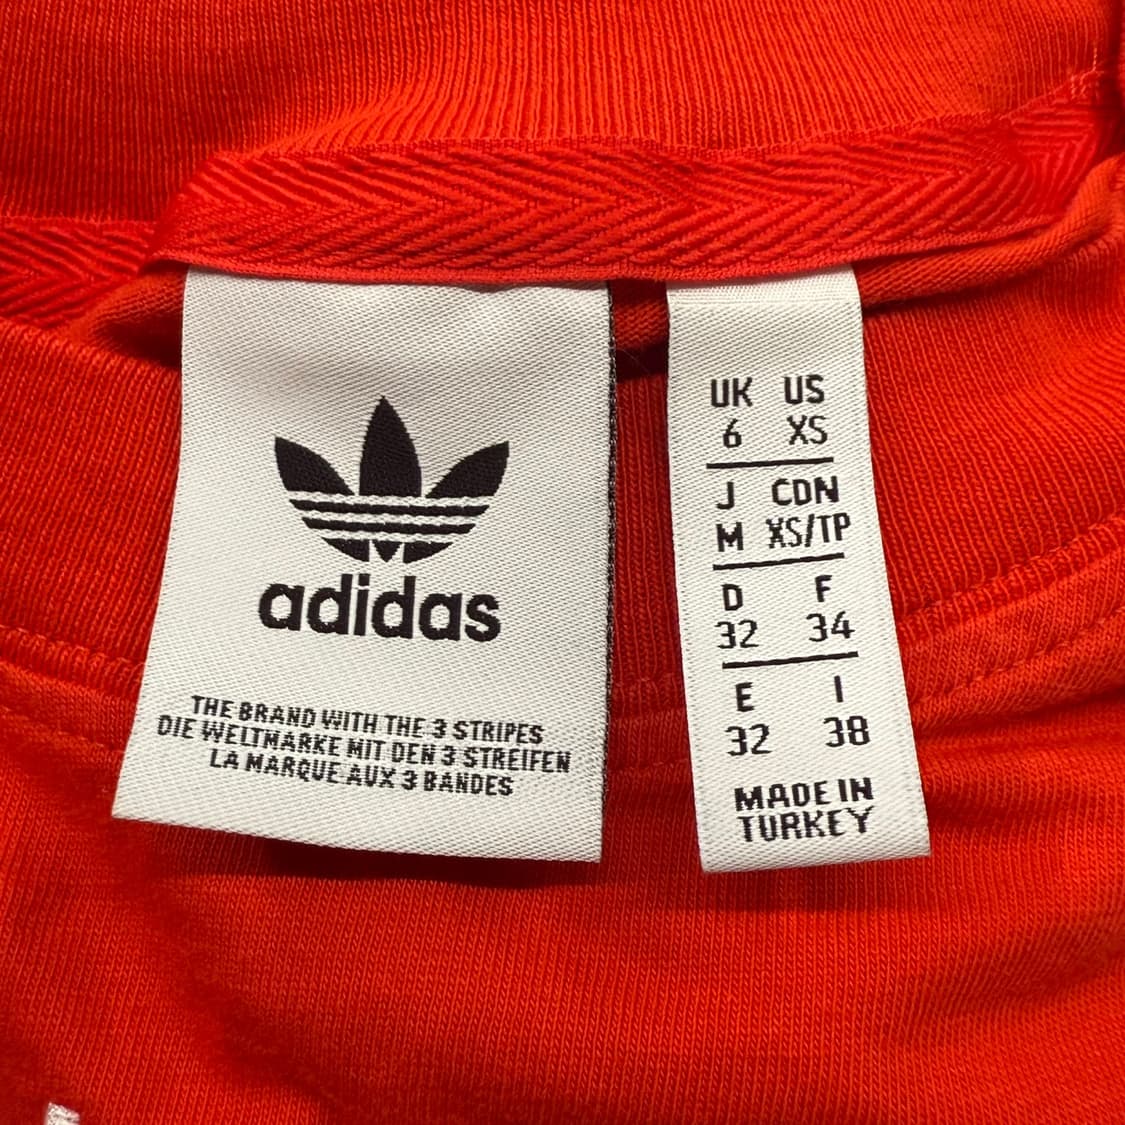 adidas
THE BRAND WITH THE 3 STRIPES
DIE WELTMARKE MIT DEN 3 STREIFEN
LA MARQUE AUX 3 BANDES
UK US
6 XS
J CDN
M XS/TP
D F
32 34
E I
32 38
MADE IN
TURKEY